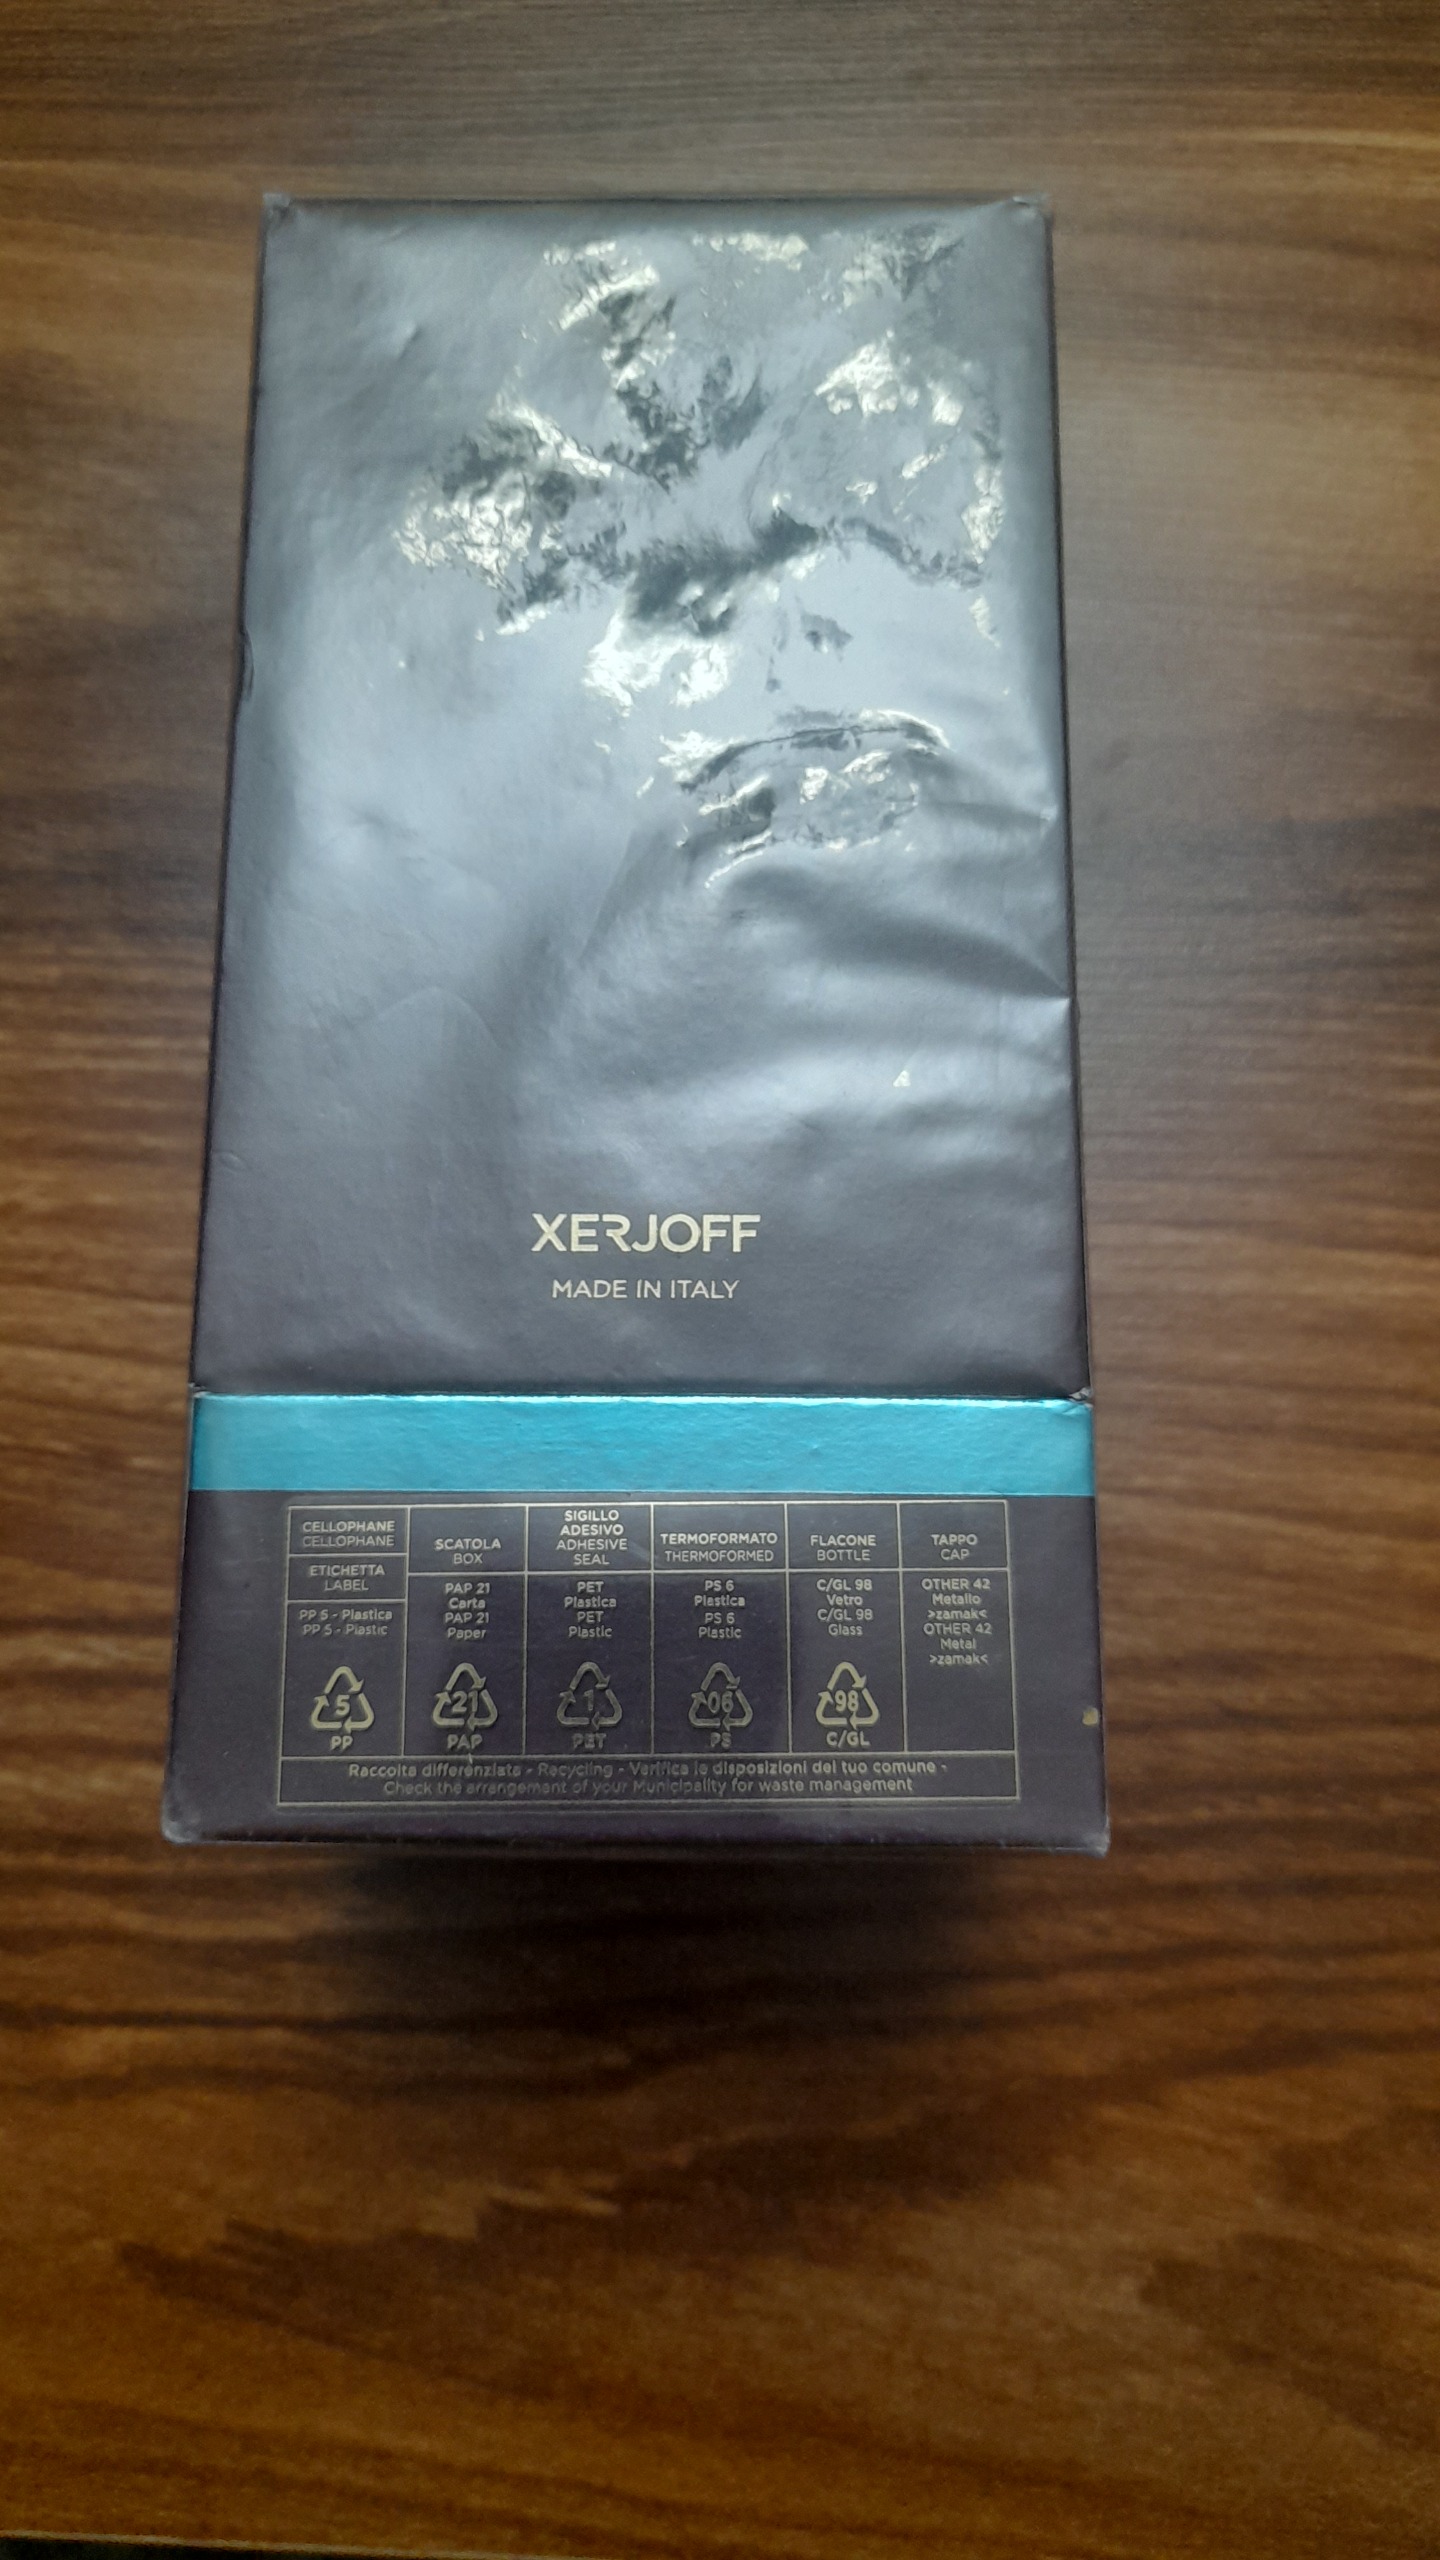 XERJOFF
MADE IN ITALY
CELLOPHANE
CELLOPHANE
ETICHETTA
LABEL
PP 5 - Plastica
PP 5 - Plastic
5
PP
SCATOLA
BOX
PAP 21
Carta
PAP 21
Paper
21
PAP
SIGILLO
ADESIVO
ADHESIVE
SEAL
PET
Plastica
PET
Plastic
1
PET
TERMOFORMATO
THERMOFORMED
PS 6
Plastica
PS 6
Plastic
06
PS
FLACONE
BOTTLE
C/GL 98
Vetro
C/GL 98
Glass
98
C/GL
TAPPO
CAP
OTHER 42
Metallo
>zamak<
OTHER 42
Metal
>zamak<
Raccolta differenziata - Recycling - Verifica le disposizioni del tuo comune -
Check the arrangement of your Municipality for waste management